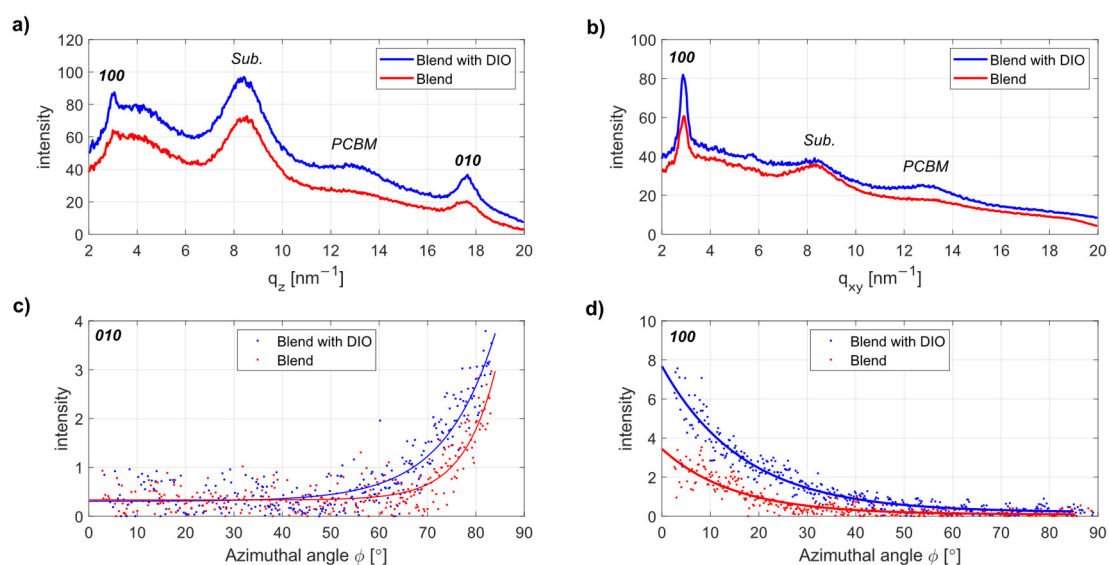 a)
120
100
80
60
40
20
0
intensity
100
Sub.
PCBM
010
Blend with DIO
Blend
2 4 6 8 10 12 14 16 18 20
q_z [nm⁻¹]
b)
100
80
60
40
20
0
intensity
100
Sub.
PCBM
Blend with DIO
Blend
2 4 6 8 10 12 14 16 18 20
q_xy [nm⁻¹]
c)
4
3
2
1
0
intensity
010
Blend with DIO
Blend
0 10 20 30 40 50 60 70 80 90
Azimuthal angle ϕ [°]
d)
10
8
6
4
2
0
intensity
100
Blend with DIO
Blend
0 10 20 30 40 50 60 70 80 90
Azimuthal angle ϕ [°]